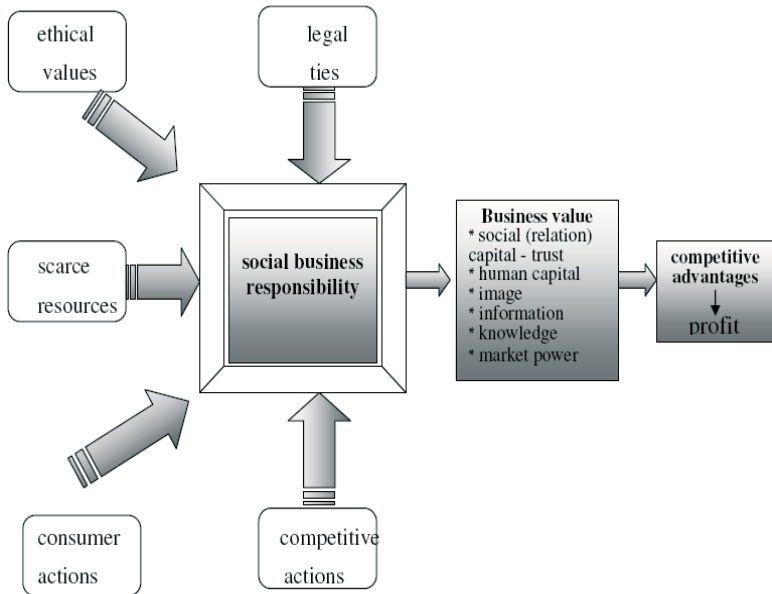 ethical
values
legal
ties
scarce
resources
social business
responsibility
Business value
* social (relation)
capital - trust
* human capital
* image
* information
* knowledge
* market power
competitive
advantages
profit
consumer
actions
competitive
actions